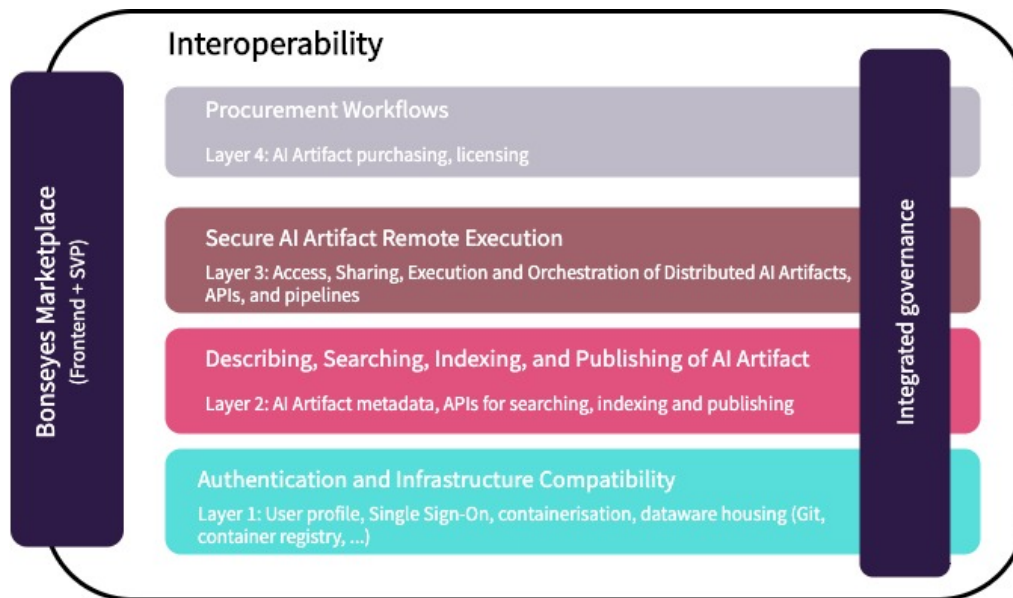 Interoperability
Bonseyes Marketplace
(Frontend + SVP)
Procurement Workflows
Layer 4: AI Artifact purchasing, licensing
Secure AI Artifact Remote Execution
Layer 3: Access, Sharing, Execution and Orchestration of Distributed AI Artifacts,
APIs, and pipelines
Describing, Searching, Indexing, and Publishing of AI Artifact
Layer 2: AI Artifact metadata, APIs for searching, indexing and publishing
Authentication and Infrastructure Compatibility
Layer 1: User profile, Single Sign-On, containerisation, dataware housing (Git,
container registry, ...)
Integrated governance